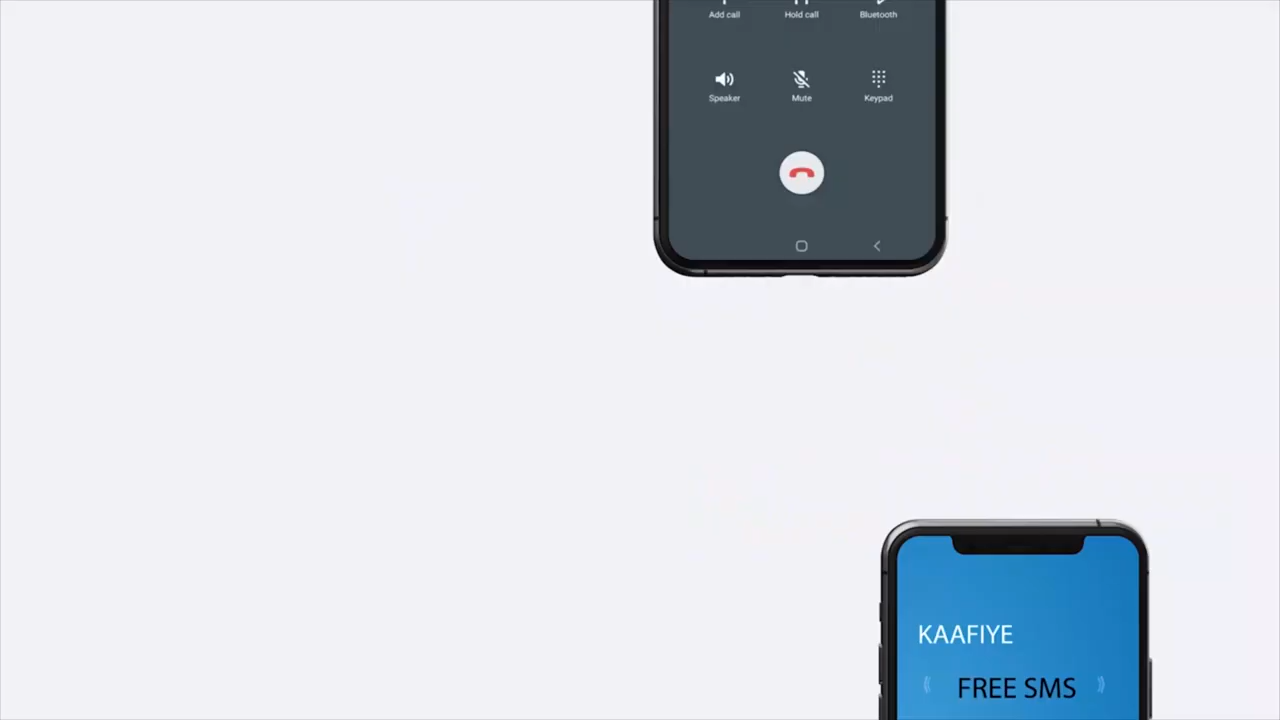 Add call Hold call Bluetooth
Speaker Mute Keypad
KAAFIYE
FREE SMS